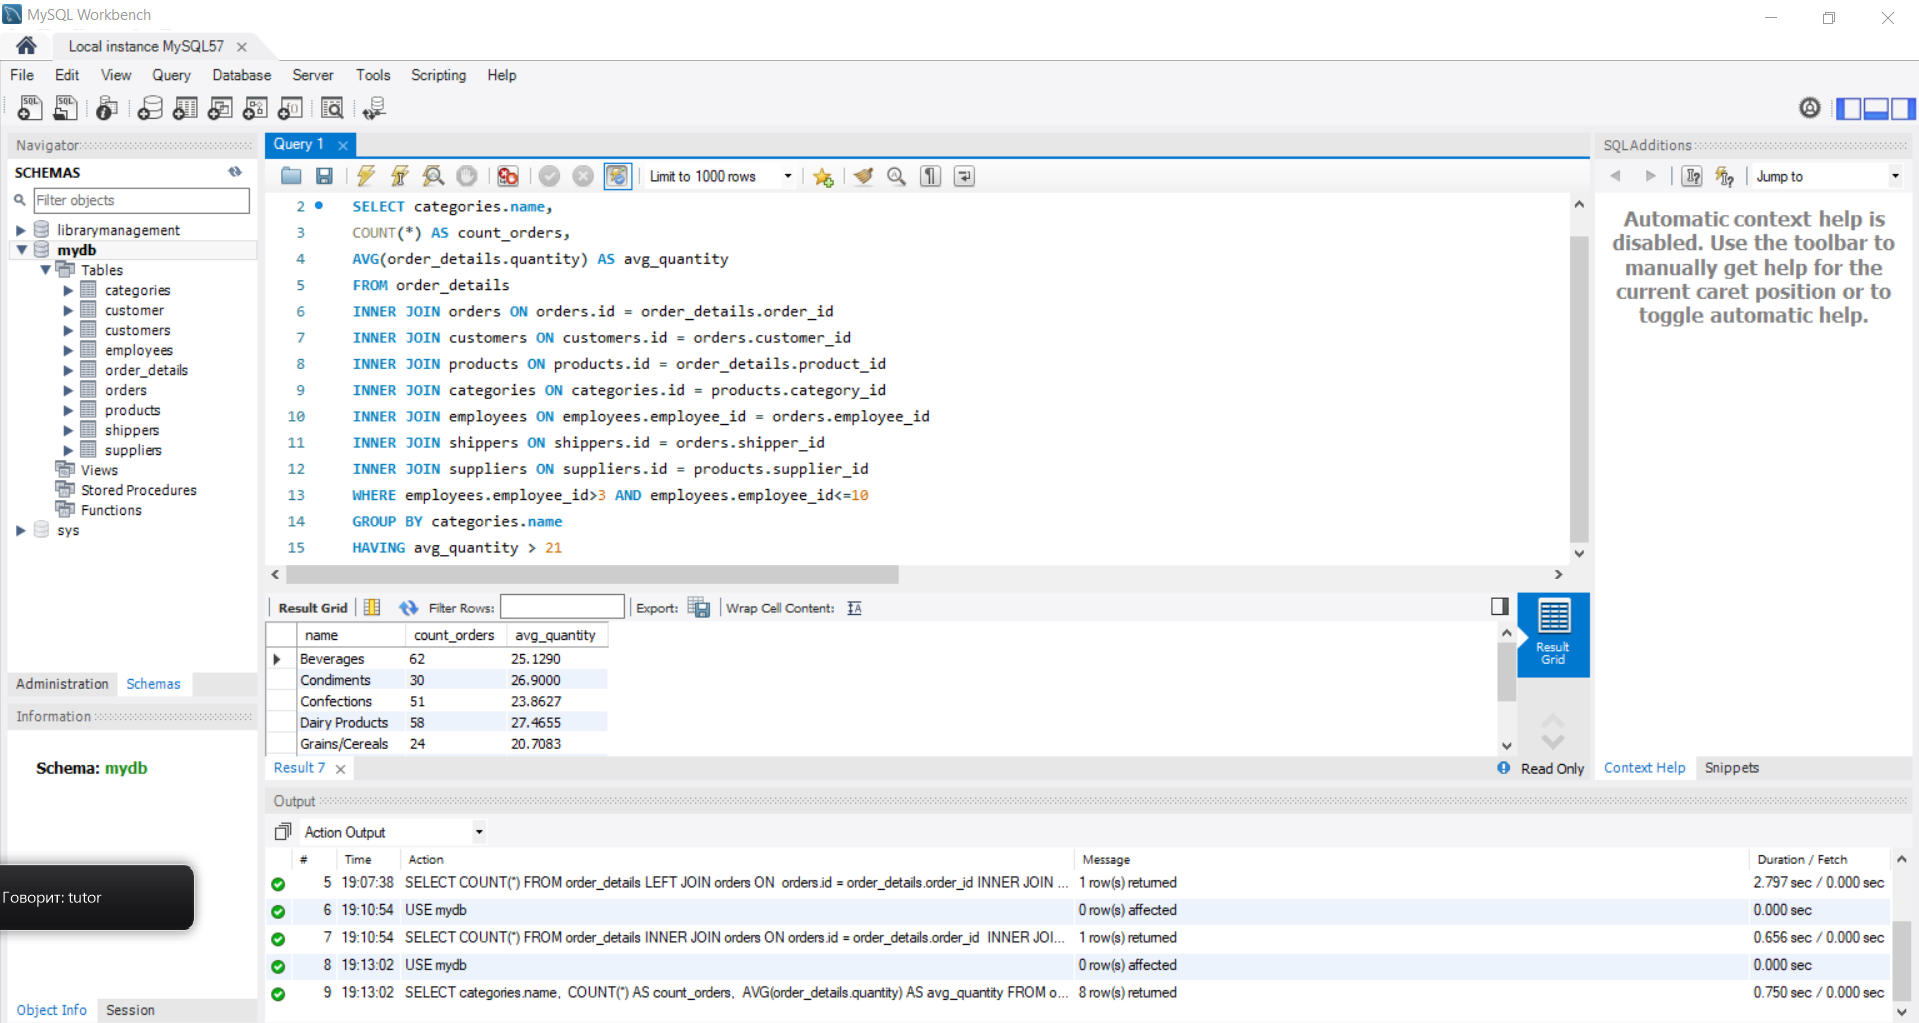 MySQL Workbench
Local instance MySQL57
File Edit View Query Database Server Tools Scripting Help
Navigator
SCHEMAS
Filter objects
librarymanagement
mydb
Tables
categories
customer
customers
employees
order_details
orders
products
shippers
suppliers
Views
Stored Procedures
Functions
sys
Administration Schemas
Information
Schema: mydb
Говорит: tutor
Object Info Session
Query 1
Limit to 1000 rows
2 SELECT categories.name,
3 COUNT(*) AS count_orders,
4 AVG(order_details.quantity) AS avg_quantity
5 FROM order_details
6 INNER JOIN orders ON orders.id = order_details.order_id
7 INNER JOIN customers ON customers.id = orders.customer_id
8 INNER JOIN products ON products.id = order_details.product_id
9 INNER JOIN categories ON categories.id = products.category_id
10 INNER JOIN employees ON employees.employee_id = orders.employee_id
11 INNER JOIN shippers ON shippers.id = orders.shipper_id
12 INNER JOIN suppliers ON suppliers.id = products.supplier_id
13 WHERE employees.employee_id>3 AND employees.employee_id<=10
14 GROUP BY categories.name
15 HAVING avg_quantity > 21
Result Grid Filter Rows: Export: Wrap Cell Content:
name count_orders avg_quantity
Beverages 62 25.1290
Condiments 30 26.9000
Confections 51 23.8627
Dairy Products 58 27.4655
Grains/Cereals 24 20.7083
Result Grid
Result 7
Read Only
SQLAdditions
Jump to
Automatic context help is
disabled. Use the toolbar to
manually get help for the
current caret position or to
toggle automatic help.
Context Help Snippets
Output
Action Output
# Time Action Message Duration / Fetch
5 19:07:38 SELECT COUNT(*) FROM order_details LEFT JOIN orders ON orders.id = order_details.order_id INNER JOIN ... 1 row(s) returned 2.797 sec / 0.000 sec
6 19:10:54 USE mydb 0 row(s) affected 0.000 sec
7 19:10:54 SELECT COUNT(*) FROM order_details INNER JOIN orders ON orders.id = order_details.order_id INNER JOI... 1 row(s) returned 0.656 sec / 0.000 sec
8 19:13:02 USE mydb 0 row(s) affected 0.000 sec
9 19:13:02 SELECT categories.name, COUNT(*) AS count_orders, AVG(order_details.quantity) AS avg_quantity FROM o... 8 row(s) returned 0.750 sec / 0.000 sec